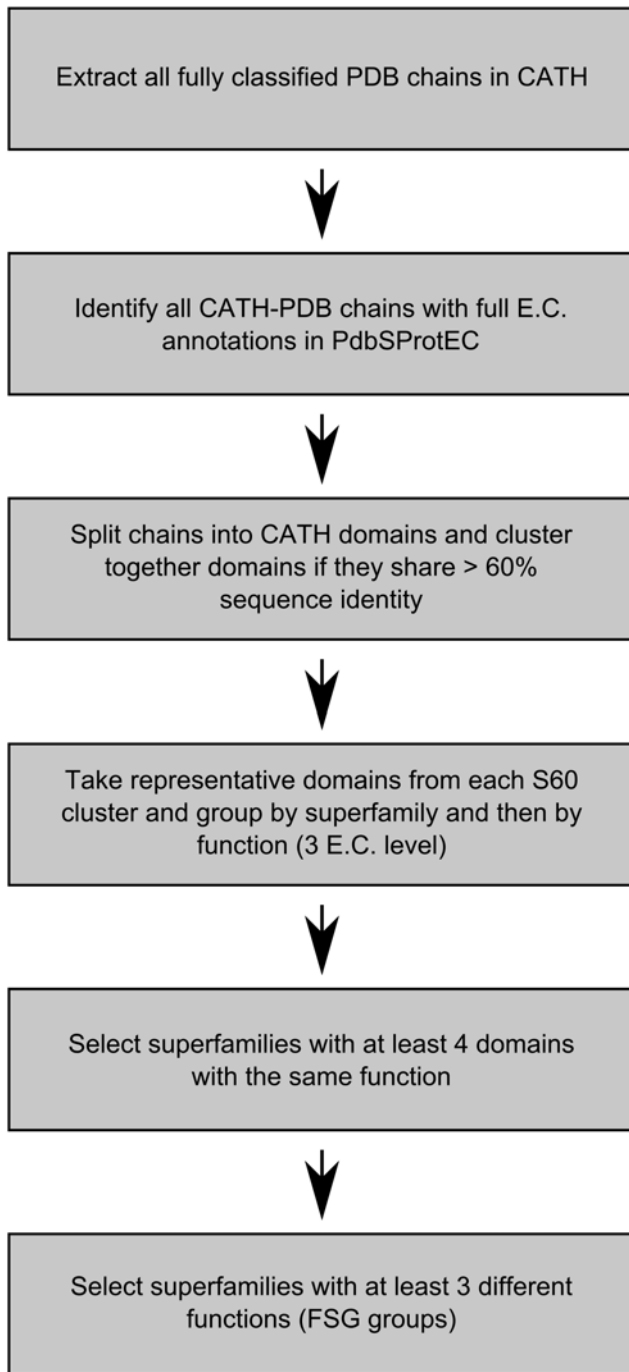 Extract all fully classified PDB chains in CATH
Identify all CATH-PDB chains with full E.C.
annotations in PdbSProtEC
Split chains into CATH domains and cluster
together domains if they share > 60%
sequence identity
Take representative domains from each S60
cluster and group by superfamily and then by
function (3 E.C. level)
Select superfamilies with at least 4 domains
with the same function
Select superfamilies with at least 3 different
functions (FSG groups)